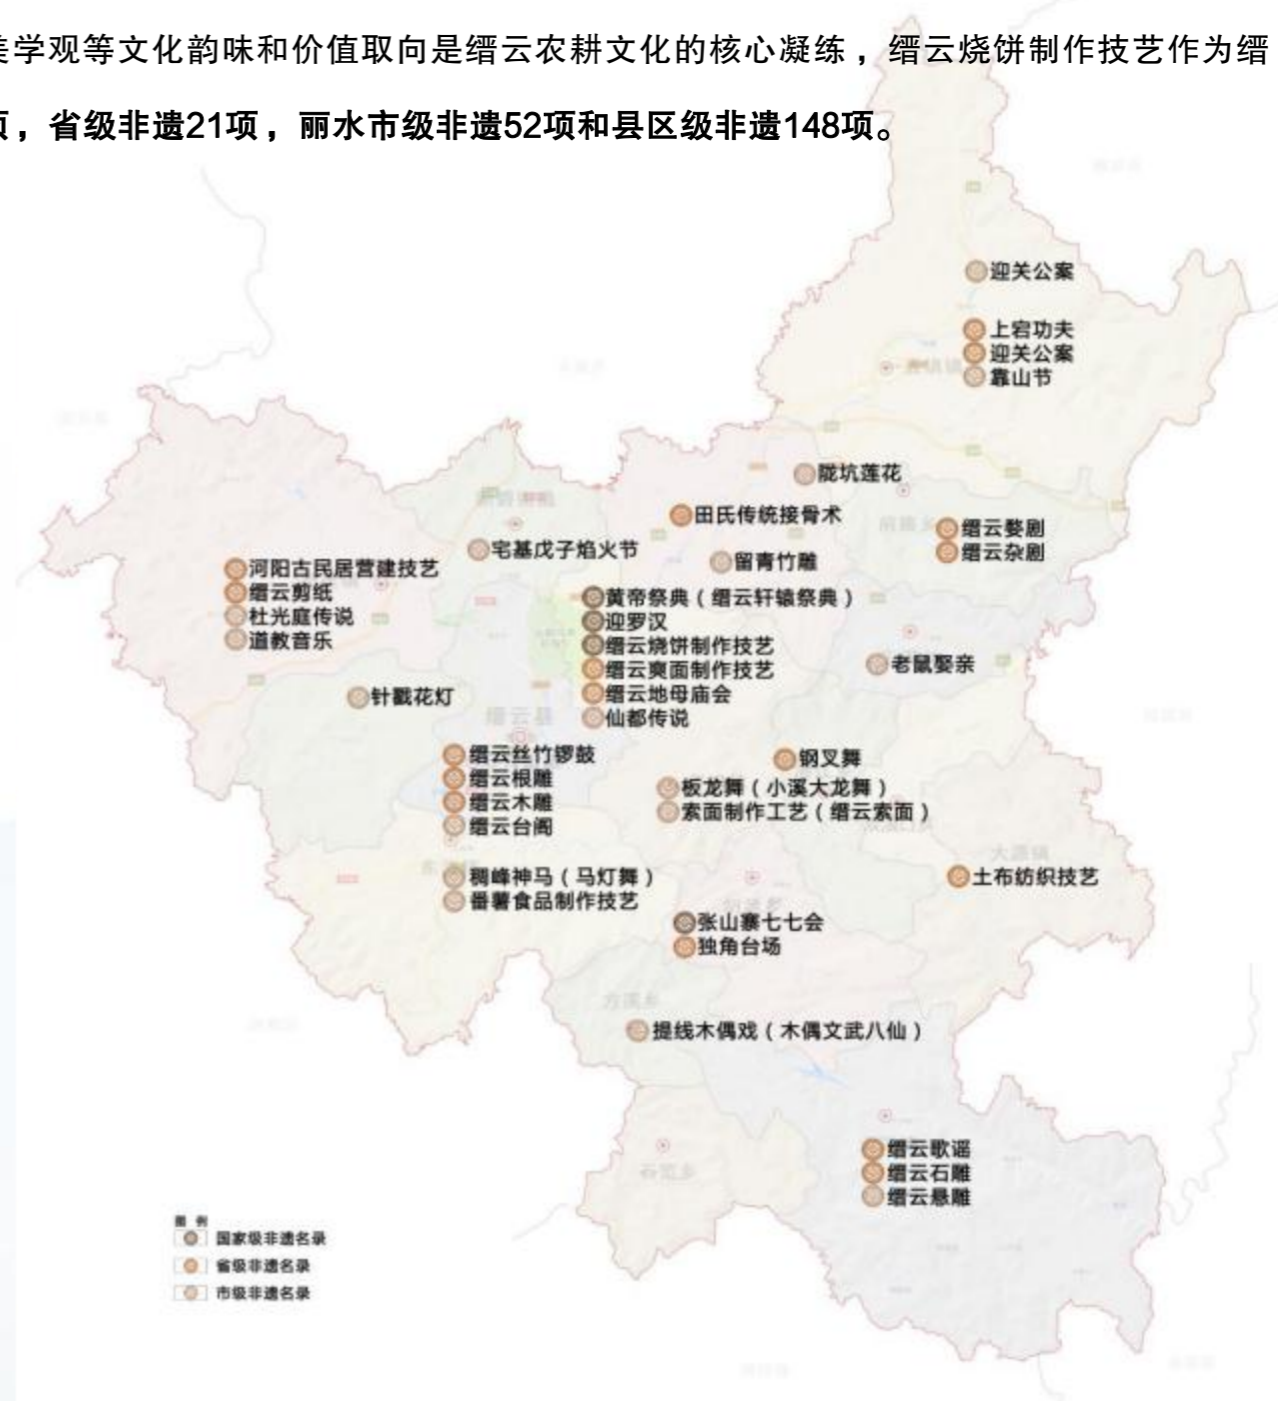 学观等文化韵味和价值取向是缙云农耕文化的核心凝练，缙云烧饼制作技艺作为缙
，省级非遗21项，丽水市级非遗52项和县区级非遗148项。
迎关公案
上宕功夫
迎关公案
靠山节
陇坑莲花
田氏传统接骨术
缙云婺剧
缙云杂剧
宅基戊子焰火节
留青竹雕
河阳古民居营建技艺
缙云剪纸
杜光庭传说
道教音乐
黄帝祭典（缙云轩辕祭典）
迎罗汉
缙云烧饼制作技艺
缙云爽面制作技艺
缙云地母庙会
仙都传说
老鼠娶亲
针戳花灯
缙云县
缙云丝竹锣鼓
缙云根雕
缙云木雕
缙云台阁
钢叉舞
板龙舞（小溪大龙舞）
索面制作工艺（缙云索面）
大源镇
稠峰神马（马灯舞）
番薯食品制作技艺
土布纺织技艺
张山寨七七会
独角台场
方溪乡
提线木偶戏（木偶文武八仙）
石笕乡
缙云歌谣
缙云石雕
缙云悬雕
图 例
国家级非遗名录
省级非遗名录
市级非遗名录